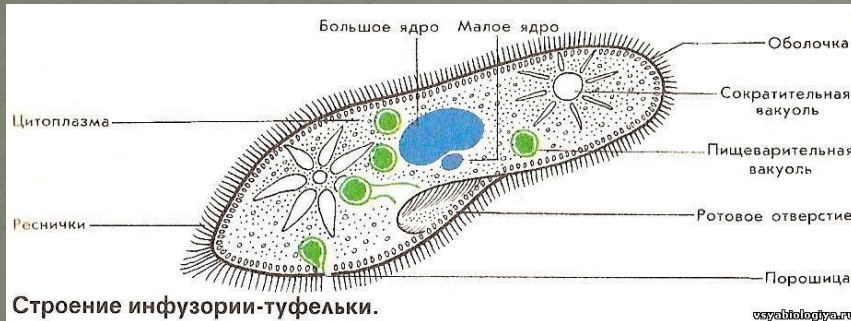 Большое ядро
Малое ядро
Оболочка
Сократительная
вакуоль
Цитоплазма
Пищеварительная
вакуоль
Реснички
Ротовое отверстие
Порошица
Строение инфузории-туфельки.
vsyabiologiya.ru